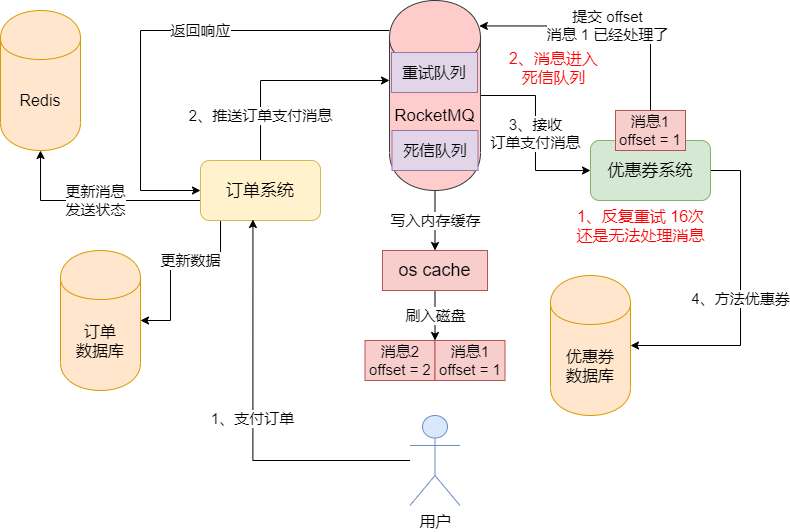 返回响应
提交 offset
消息 1 已经处理了
Redis
重试队列
2、消息进入
死信队列
2、推送订单支付消息
RocketMQ
3、接收
订单支付消息
消息1
offset = 1
死信队列
优惠券系统
更新消息
发送状态
订单系统
写入内存缓存
1、反复重试 16次
还是无法处理消息
更新数据
os cache
4、方法优惠券
刷入磁盘
订单
数据库
消息2
offset = 2
消息1
offset = 1
优惠券
数据库
1、支付订单
用户